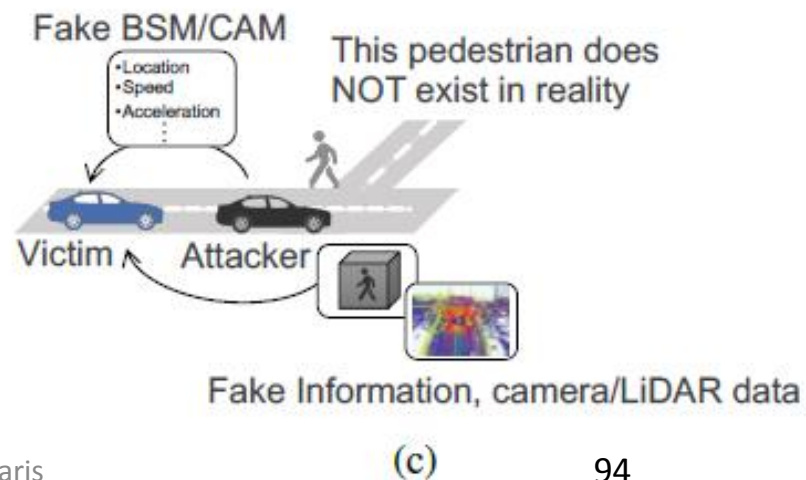 Fake BSM/CAM
•Location
•Speed
•Acceleration
This pedestrian does
NOT exist in reality
Victim
Attacker
Fake Information, camera/LiDAR data
(c)
aris
94